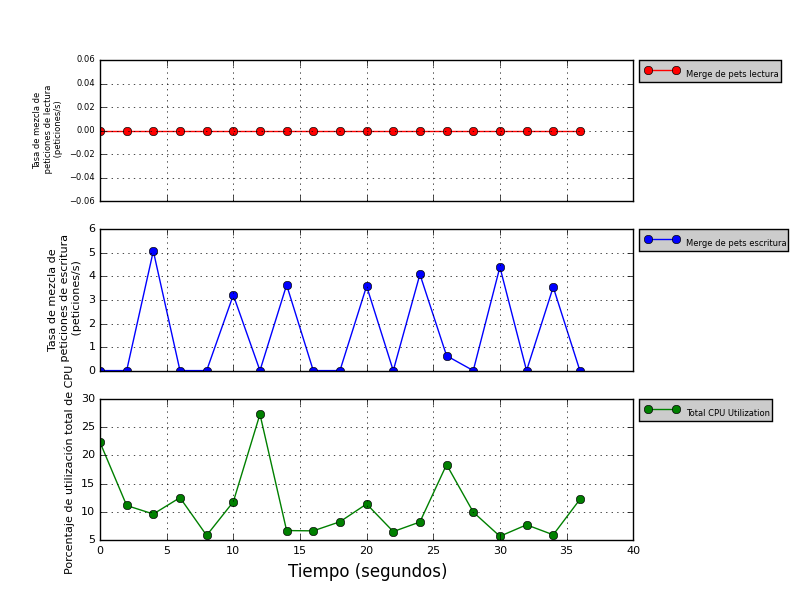 0.06
0.04
0.02
0.00
−0.02
−0.04
−0.06
Tasa de mezcla de
peticiones de lectura
(peticiones/s)
Merge de pets lectura
6
5
4
3
2
1
0
Tasa de mezcla de
peticiones de escritura
(peticiones/s)
Merge de pets escritura
30
25
20
15
10
5
Porcentaje de utilización total de CPU
Total CPU Utilization
0 5 10 15 20 25 30 35 40
Tiempo (segundos)